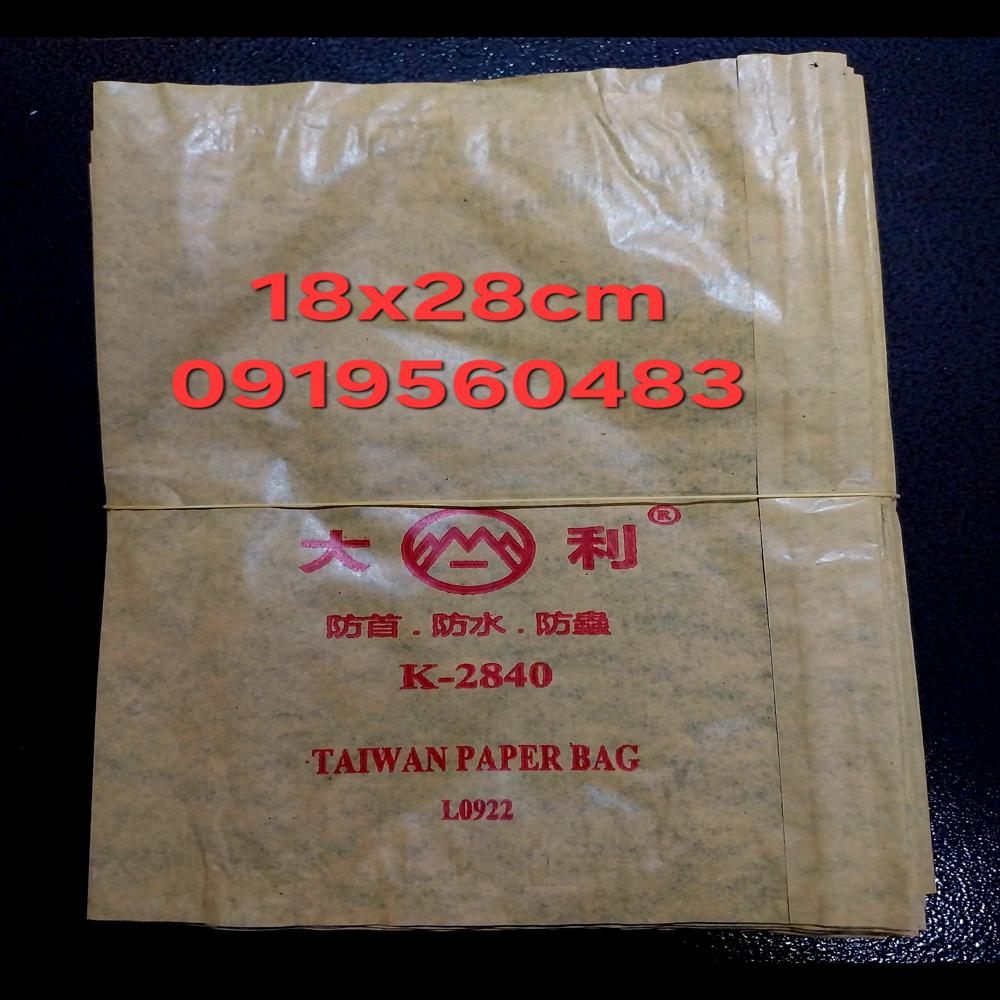 18x28cm
0919560483
大 利 ®
防首.防水.防蟲
K-2840
TAIWAN PAPER BAG
L0922